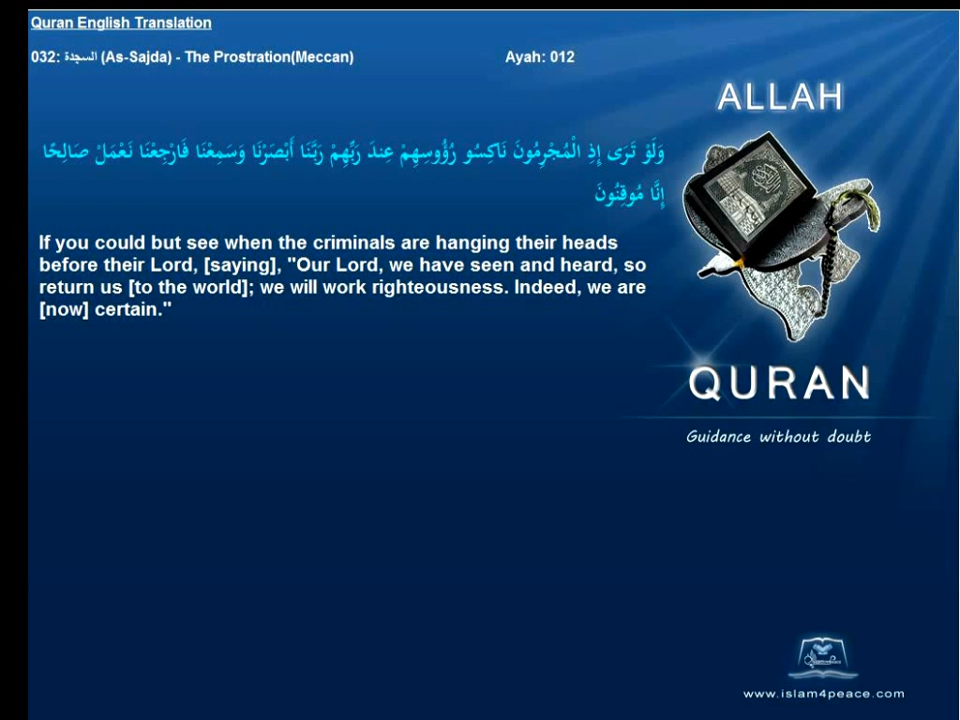 Quran English Translation
032: السجدة (As-Sajda) - The Prostration(Meccan) Ayah: 012
ALLAH
وَلَوْ تَرَى إِذِ الْمُجْرِمُونَ نَاكِسُو رُؤُوسِهِمْ عِندَ رَبِّهِمْ رَبَّنَا أَبْصَرْنَا وَسَمِعْنَا فَارْجِعْنَا نَعْمَلْ صَالِحًا
إِنَّا مُوقِنُونَ
If you could but see when the criminals are hanging their heads
before their Lord, [saying], "Our Lord, we have seen and heard, so
return us [to the world]; we will work righteousness. Indeed, we are
[now] certain."
QURAN
Guidance without doubt
www.islam4peace.com